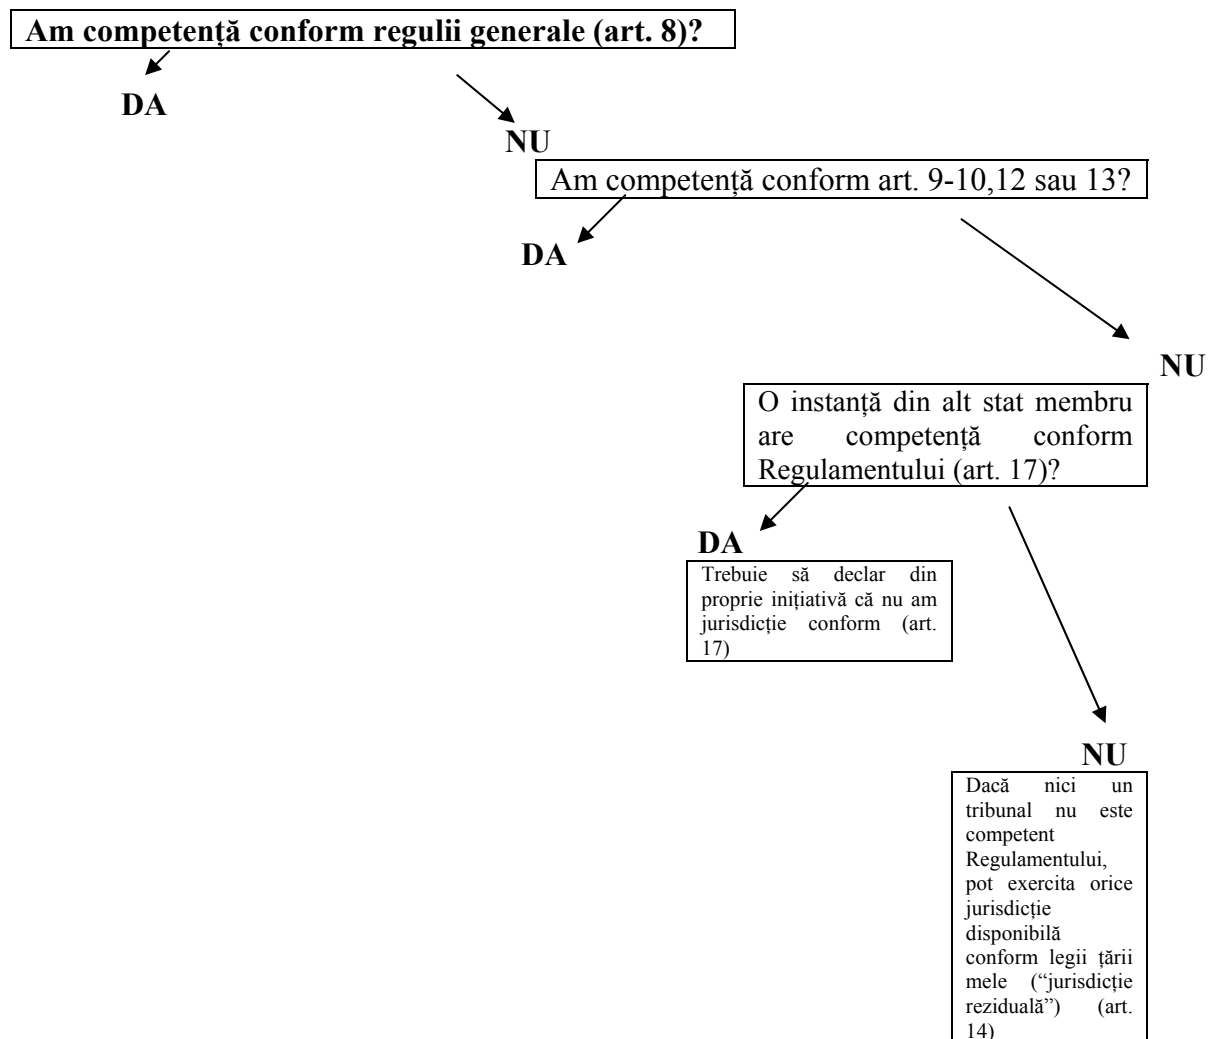 Am competență conform regulii generale (art. 8)?
DA
NU
Am competență conform art. 9-10,12 sau 13?
DA
NU
O instanță din alt stat membru
are competență conform
Regulamentului (art. 17)?
DA
Trebuie să declar din
proprie inițiativă că nu am
jurisdicție conform (art.
17)
NU
Dacă nici un
tribunal nu este
competent
Regulamentului,
pot exercita orice
jurisdicție
disponibilă
conform legii țării
mele (“jurisdicție
reziduală”) (art.
14)